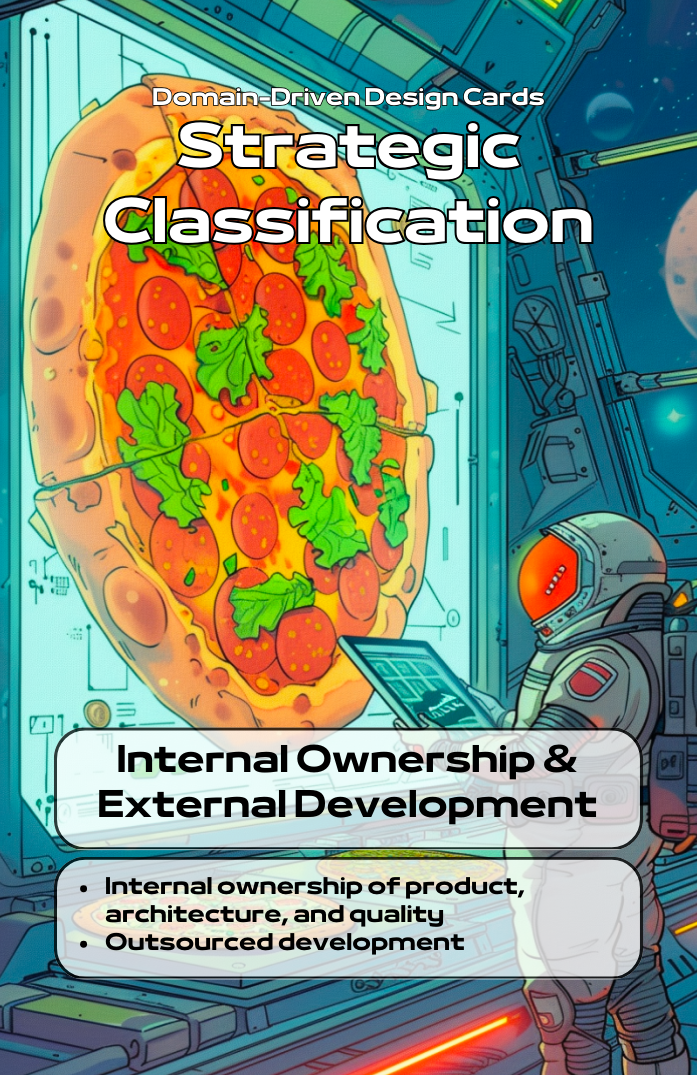 Domain-Driven Design Cards
Strategic
Classification
Internal Ownership &
External Development
• Internal ownership of product,
architecture, and quality
• Outsourced development